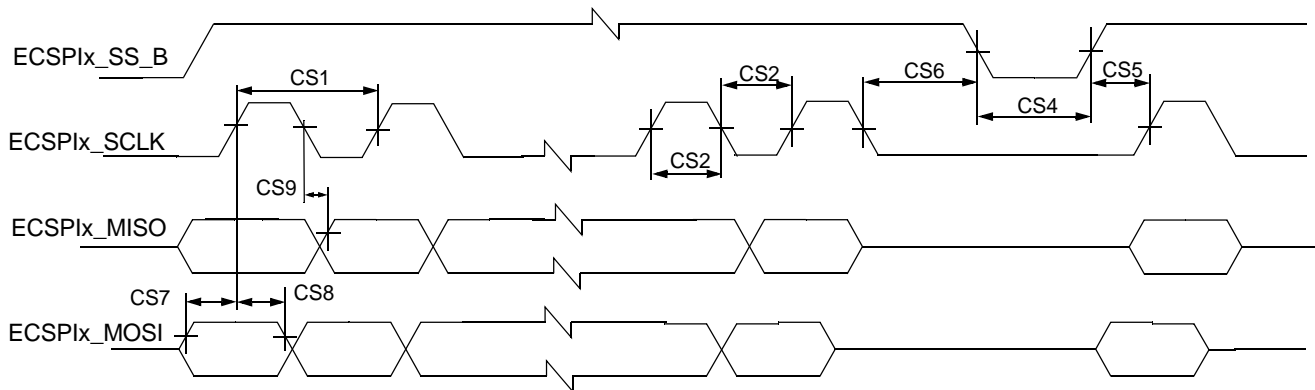 ECSPIx_SS_B
CS1
CS2
CS6
CS5
CS4
ECSPIx_SCLK
CS2
CS9
ECSPIx_MISO
CS7
CS8
ECSPIx_MOSI